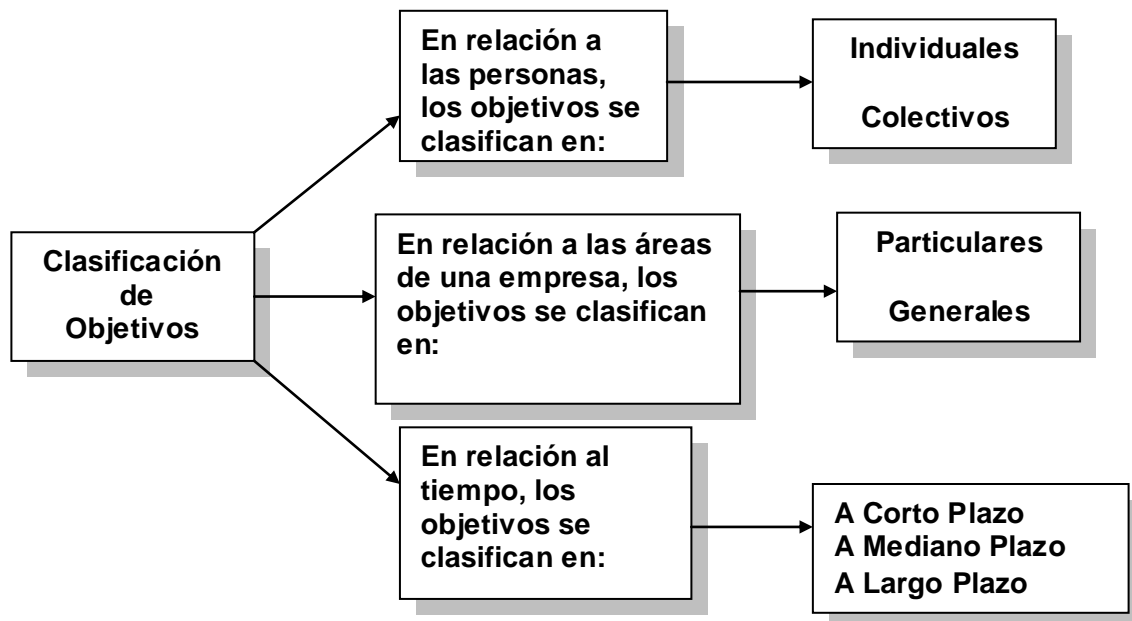 Clasificación
de
Objetivos
En relación a
las personas,
los objetivos se
clasifican en:
Individuales
Colectivos
En relación a las áreas
de una empresa, los
objetivos se clasifican
en:
Particulares
Generales
En relación al
tiempo, los
objetivos se
clasifican en:
A Corto Plazo
A Mediano Plazo
A Largo Plazo